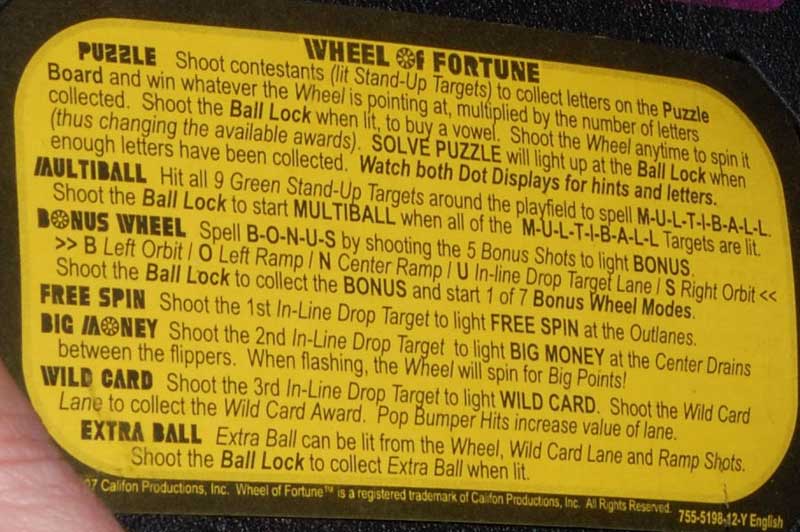 WHEEL Of FORTUNE
PUZZLE Shoot contestants (lit Stand-Up Targets) to collect letters on the Puzzle
Board and win whatever the Wheel is pointing at, multiplied by the number of letters
collected. Shoot the Ball Lock when lit, to buy a vowel. Shoot the Wheel anytime to spin it
(thus changing the available awards). SOLVE PUZZLE will light up at the Ball Lock when
enough letters have been collected. Watch both Dot Displays for hints and letters.
MULTIBALL Hit all 9 Green Stand-Up Targets around the playfield to spell M-U-L-T-I-B-A-L-L.
Shoot the Ball Lock to start MULTIBALL when all of the M-U-L-T-I-B-A-L-L Targets are lit.
BONUS WHEEL Spell B-O-N-U-S by shooting the 5 Bonus Shots to light BONUS.
>> B Left Orbit / O Left Ramp / N Center Ramp / U In-line Drop Target Lane / S Right Orbit <<
Shoot the Ball Lock to collect the BONUS and start 1 of 7 Bonus Wheel Modes.
FREE SPIN Shoot the 1st In-Line Drop Target to light FREE SPIN at the Outlanes.
BIG MONEY Shoot the 2nd In-Line Drop Target to light BIG MONEY at the Center Drains
between the flippers. When flashing, the Wheel will spin for Big Points!
WILD CARD Shoot the 3rd In-Line Drop Target to light WILD CARD. Shoot the Wild Card
Lane to collect the Wild Card Award. Pop Bumper Hits increase value of lane.
EXTRA BALL Extra Ball can be lit from the Wheel, Wild Card Lane and Ramp Shots.
Shoot the Ball Lock to collect Extra Ball when lit.
07 Califon Productions, Inc. Wheel of Fortune™ is a registered trademark of Califon Productions, Inc. All Rights Reserved.
755-5198-12-Y English